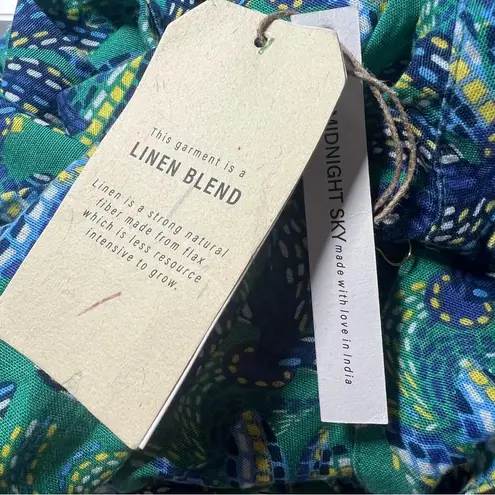 This garment is a
LINEN BLEND
Linen is a strong natural
fiber made from flax
which is less resource
intensive to grow.
MIDNIGHT SKY made with love in India